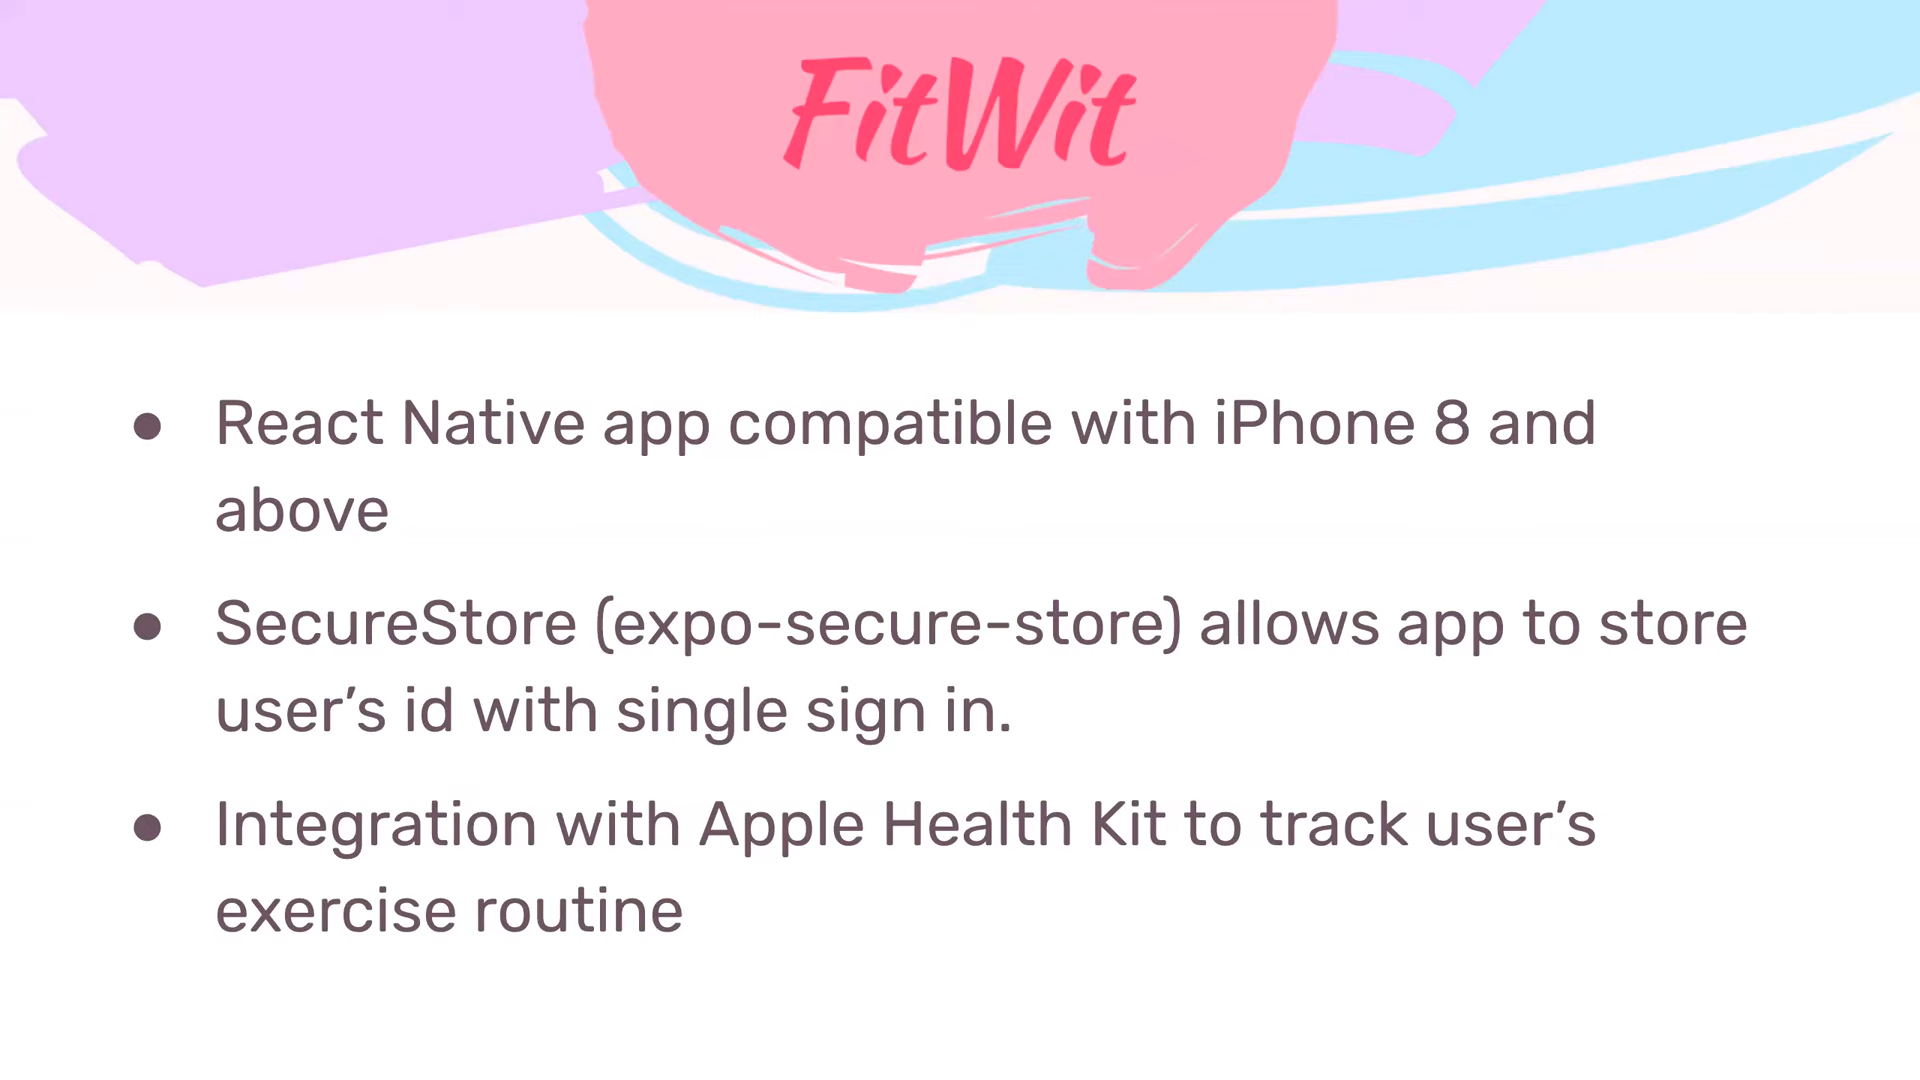 FitWit
● React Native app compatible with iPhone 8 and
above
● SecureStore (expo-secure-store) allows app to store
user’s id with single sign in.
● Integration with Apple Health Kit to track user’s
exercise routine